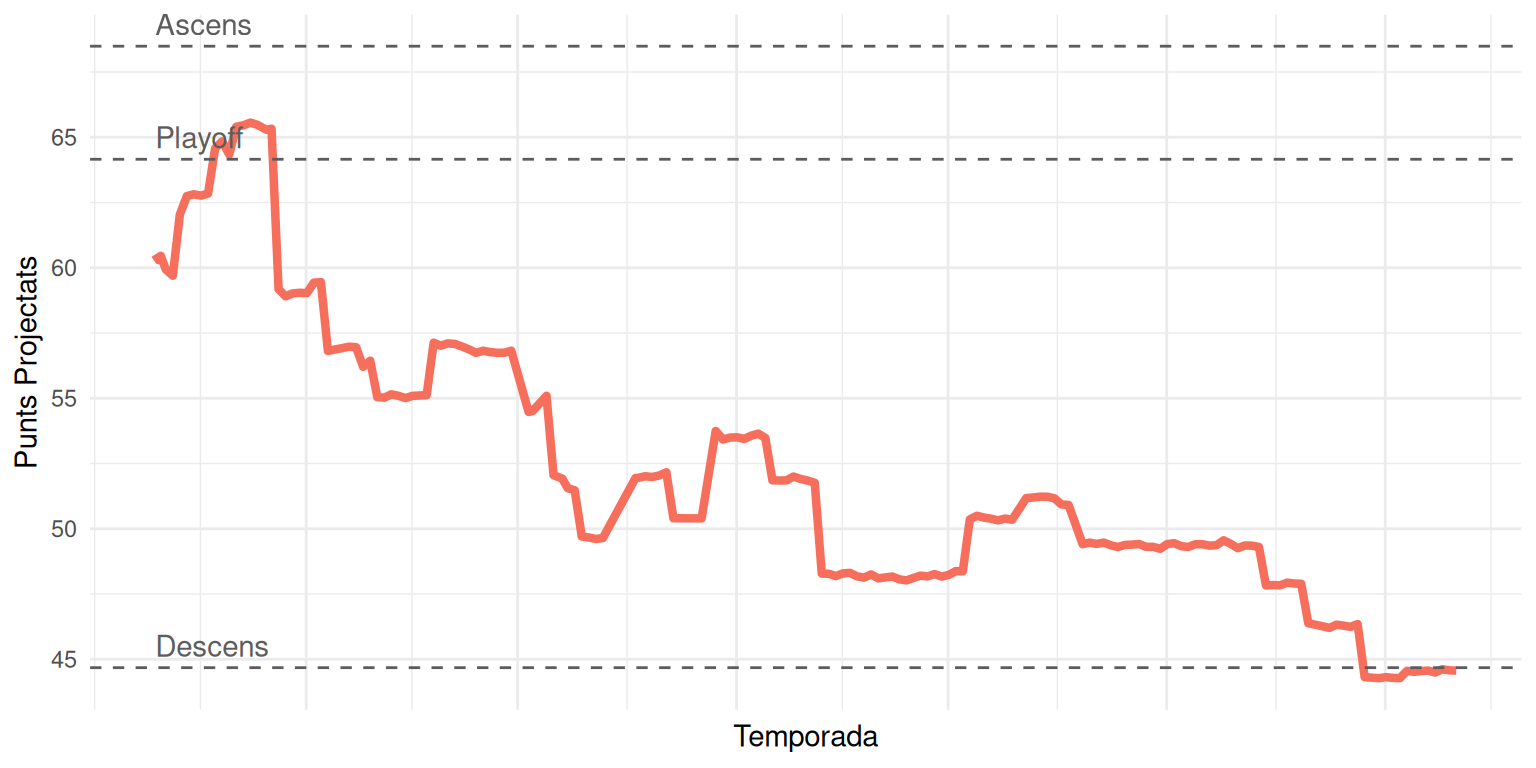 Ascens
65
Playoff
60
55
50
Descens
45
Punts Projectats
Temporada